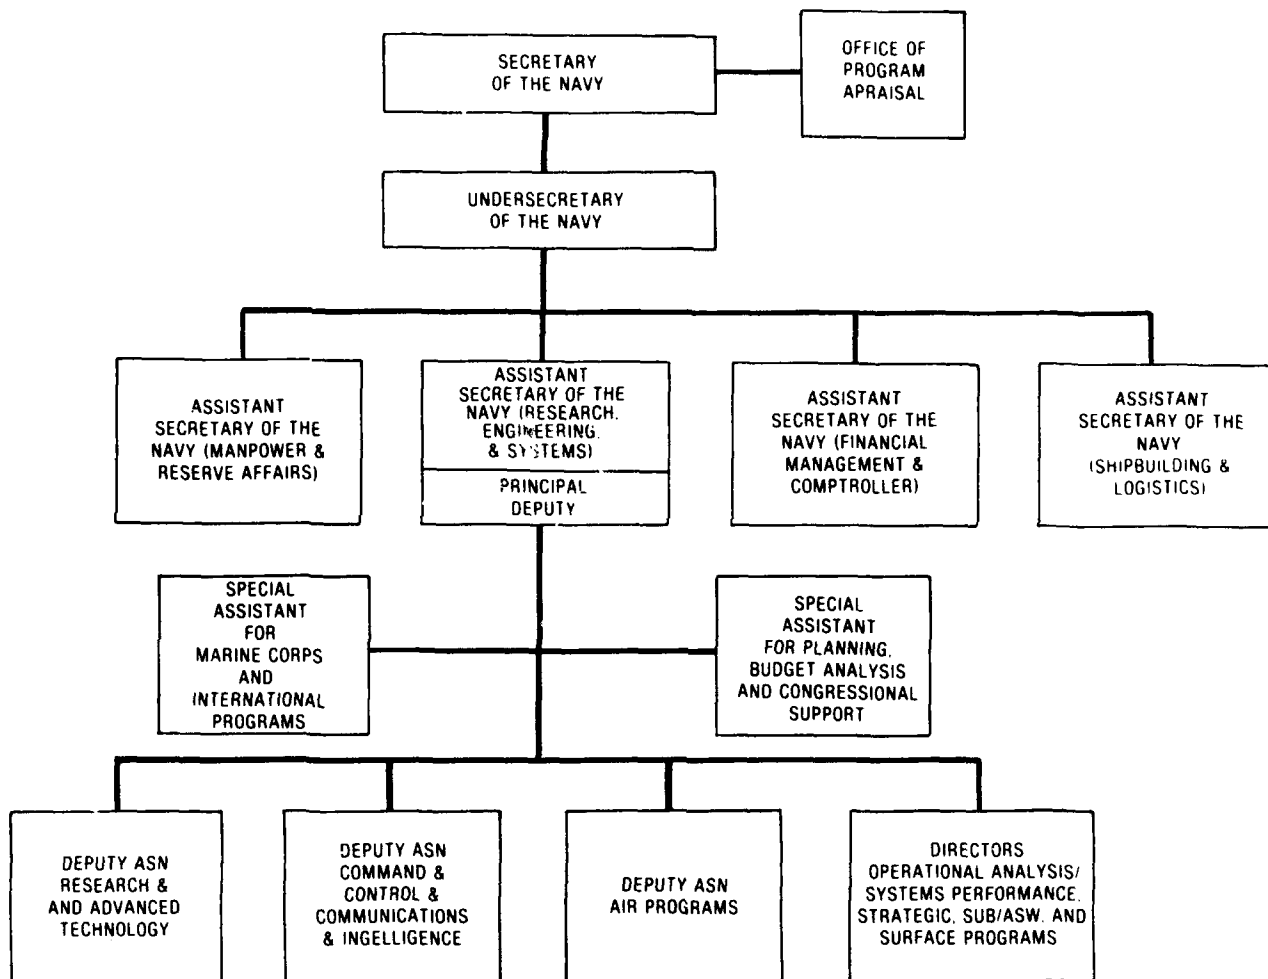 SECRETARY
OF THE NAVY
OFFICE OF
PROGRAM
APRAISAL
UNDERSECRETARY
OF THE NAVY
ASSISTANT
SECRETARY OF THE
NAVY (MANPOWER &
RESERVE AFFAIRS)
ASSISTANT
SECRETARY OF THE
NAVY (RESEARCH,
ENGINEERING,
& SYSTEMS)
PRINCIPAL
DEPUTY
ASSISTANT
SECRETARY OF THE
NAVY (FINANCIAL
MANAGEMENT &
COMPTROLLER)
ASSISTANT
SECRETARY OF THE
NAVY
(SHIPBUILDING &
LOGISTICS)
SPECIAL
ASSISTANT
FOR
MARINE CORPS
AND
INTERNATIONAL
PROGRAMS
SPECIAL
ASSISTANT
FOR PLANNING,
BUDGET ANALYSIS
AND CONGRESSIONAL
SUPPORT
DEPUTY ASN
RESEARCH &
AND ADVANCED
TECHNOLOGY
DEPUTY ASN
COMMAND &
CONTROL &
COMMUNICATIONS
& INGELLIGENCE
DEPUTY ASN
AIR PROGRAMS
DIRECTORS
OPERATIONAL ANALYSIS/
SYSTEMS PERFORMANCE,
STRATEGIC, SUB/ASW, AND
SURFACE PROGRAMS